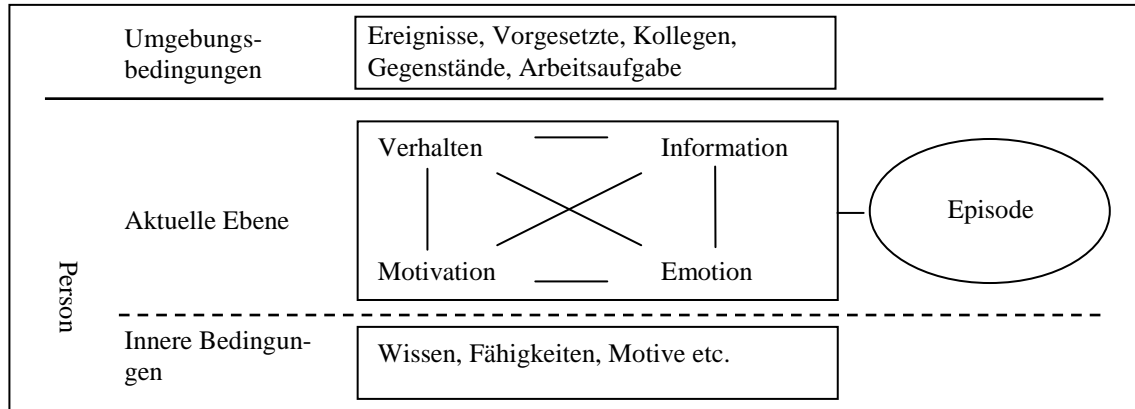 Umgebungs-
bedingungen
Ereignisse, Vorgesetzte, Kollegen,
Gegenstände, Arbeitsaufgabe
Person
Aktuelle Ebene
Verhalten
Information
Motivation
Emotion
Episode
Innere Bedingun-
gen
Wissen, Fähigkeiten, Motive etc.